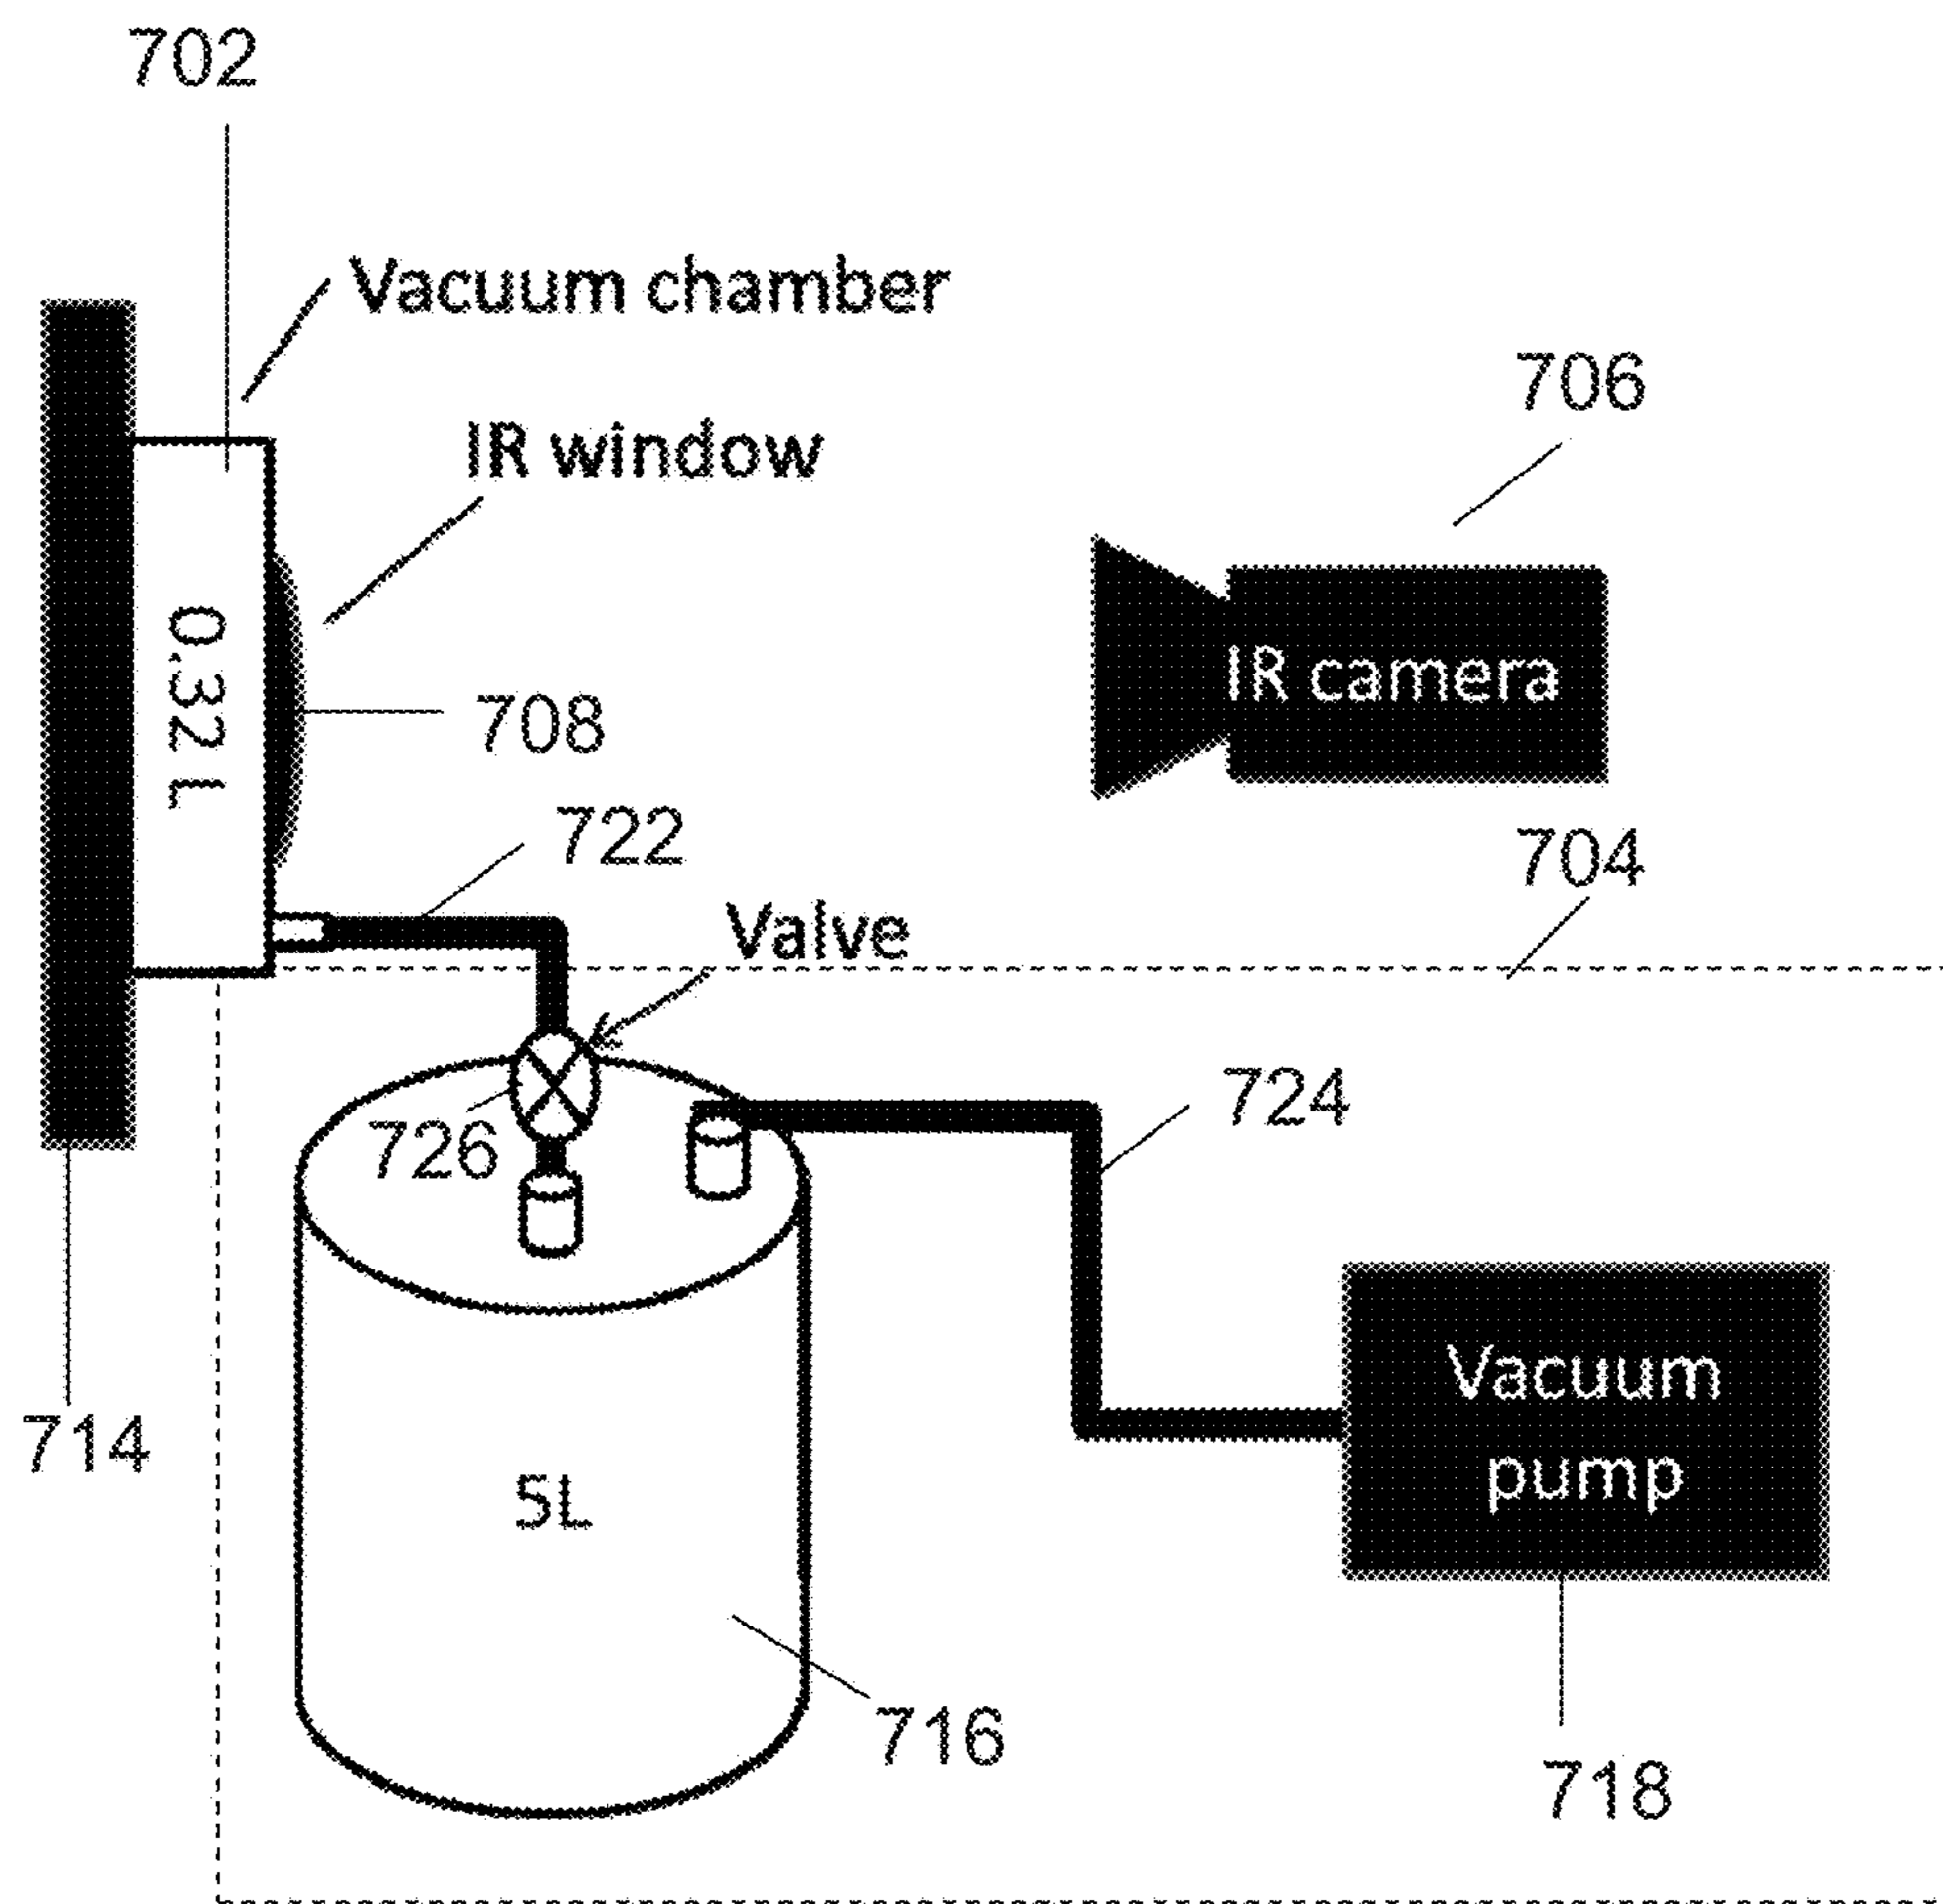 702
Vacuum chamber
706
IR window
0.32 L
IR camera
708
722
704
Valve
724
726
Vacuum
pump
714
5L
716
718